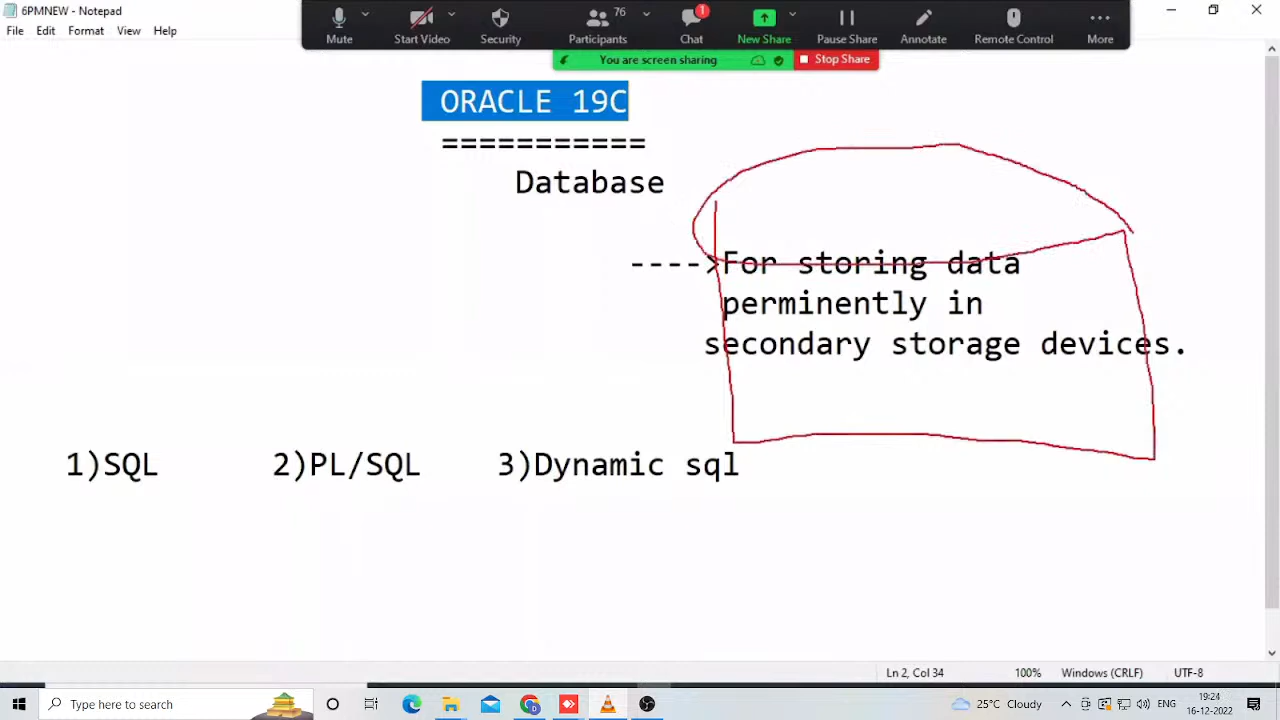 6PMNEW - Notepad
File Edit Format View Help
Mute Start Video Security 76 Participants 1 Chat New Share Pause Share Annotate Remote Control More
You are screen sharing Stop Share
ORACLE 19C
===========
Database
---->For storing data
perminently in
secondary storage devices.
1)SQL 2)PL/SQL 3)Dynamic sql
Ln 2, Col 34 100% Windows (CRLF) UTF-8
Type here to search 25°C Cloudy ENG 19:24
16-12-2022